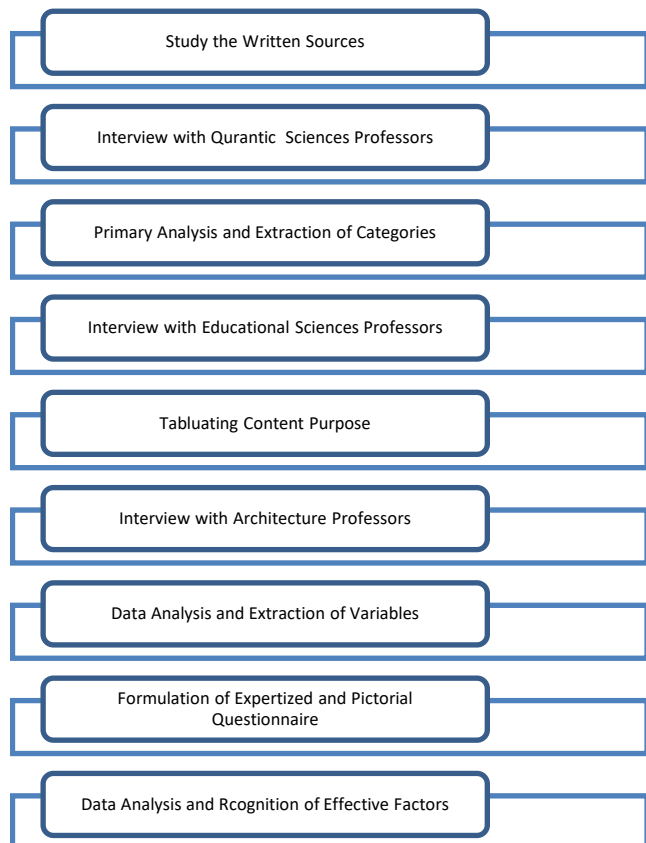 Study the Written Sources
Interview with Qurantic  Sciences Professors
Primary Analysis and Extraction of Categories
Interview with Educational Sciences Professors
Tabluating Content Purpose
Interview with Architecture Professors
Data Analysis and Extraction of Variables
Formulation of Expertized and Pictorial
Questionnaire
Data Analysis and Rcognition of Effective Factors